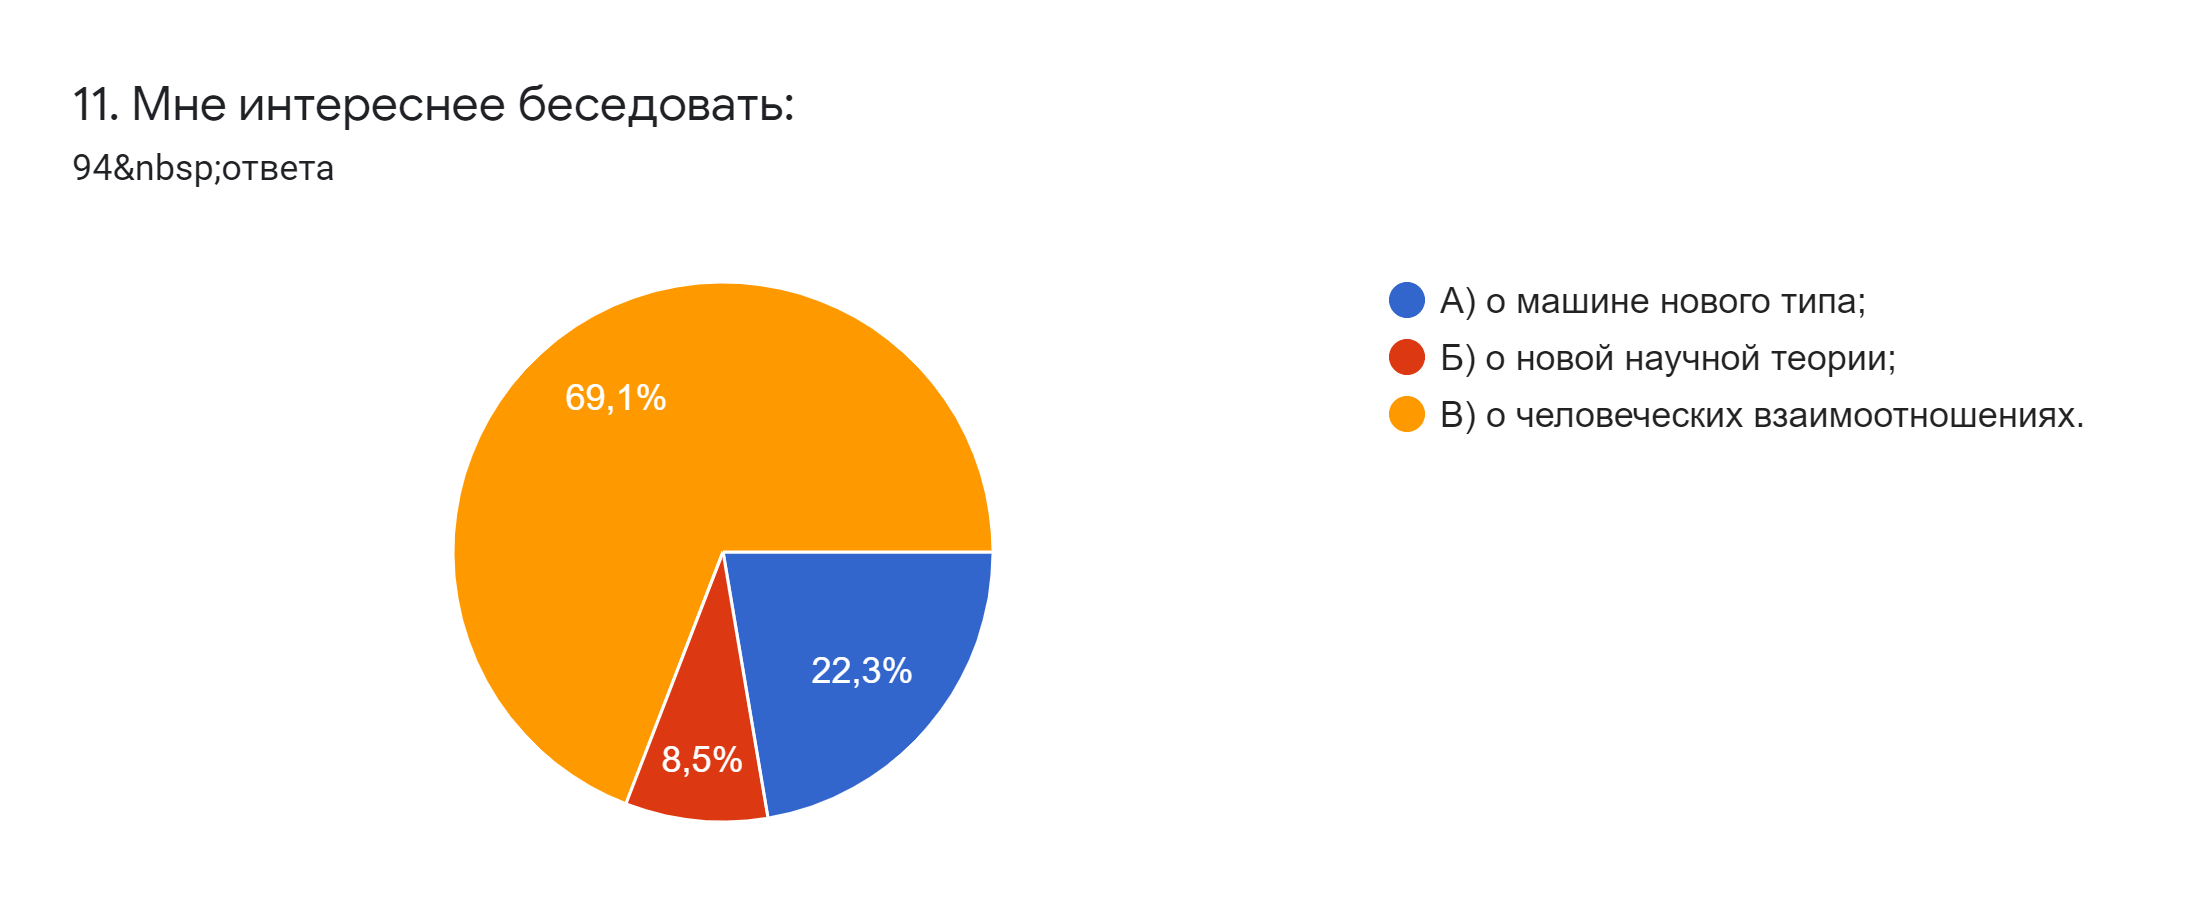 11. Мне интереснее беседовать:
94&nbsp;ответа
А) о машине нового типа;
Б) о новой научной теории;
В) о человеческих взаимоотношениях.
69,1%
22,3%
8,5%